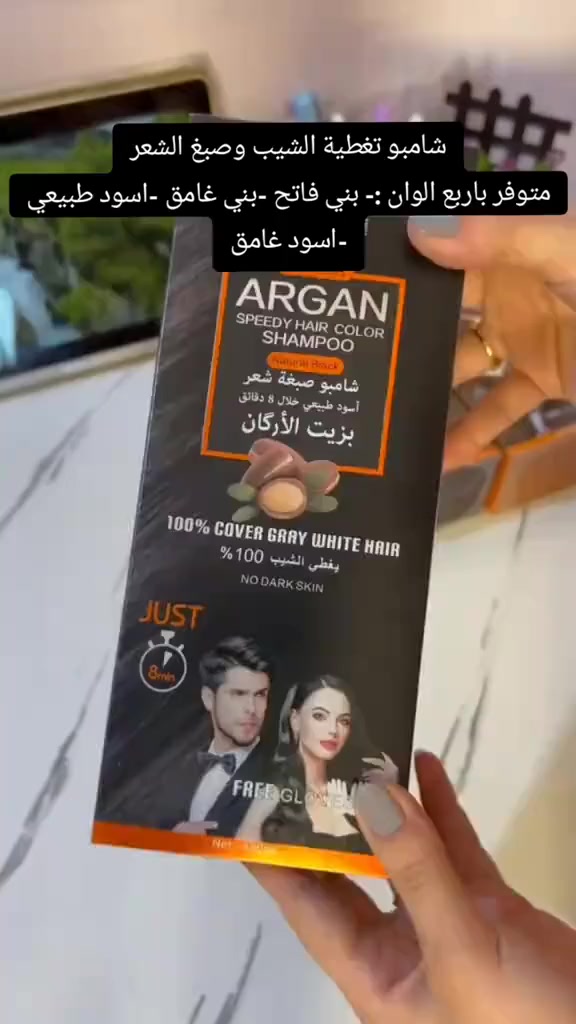 شامبو تغطية الشيب وصبغ الشعر
متوفر باربع الوان :- بني فاتح -بني غامق -اسود طبيعي
-اسود غامق
ARGAN
SPEEDY HAIR COLOR
SHAMPOO
Natural Black
شامبو صبغة شعر
أسود طبيعي خلال 8 دقائق
بزيت الأرگان
100% COVER GRAY WHITE HAIR
يغطي الشيب 100%
NO DARK SKIN
JUST
8min
FREE GLOVES
Net